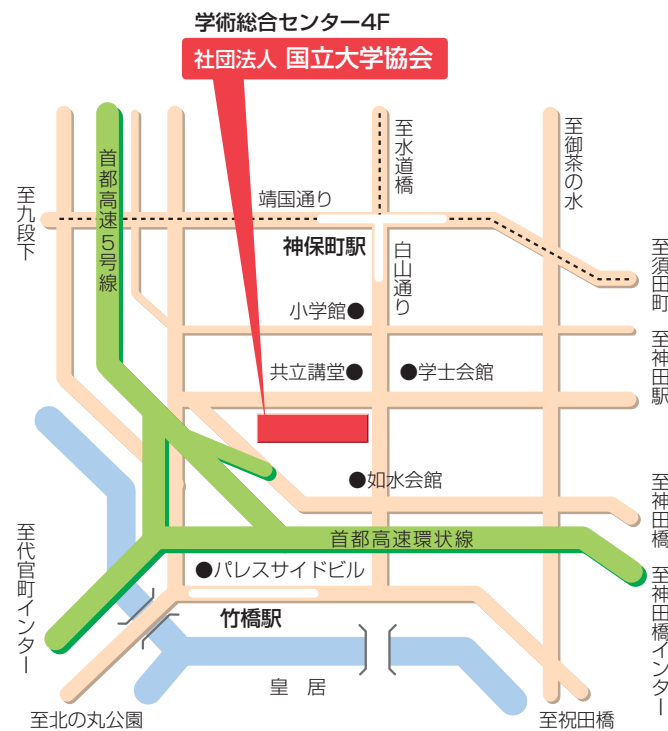 学術総合センター4F
社団法人 国立大学協会
至水道橋
至御茶の水
首都高速5号線
至九段下
靖国通り
神保町駅
白山通り
至須田町
小学館
至神田駅
共立講堂
学士会館
如水会館
至神田橋
至代官町インター
首都高速環状線
至神田橋インター
パレスサイドビル
竹橋駅
皇 居
至北の丸公園
至祝田橋